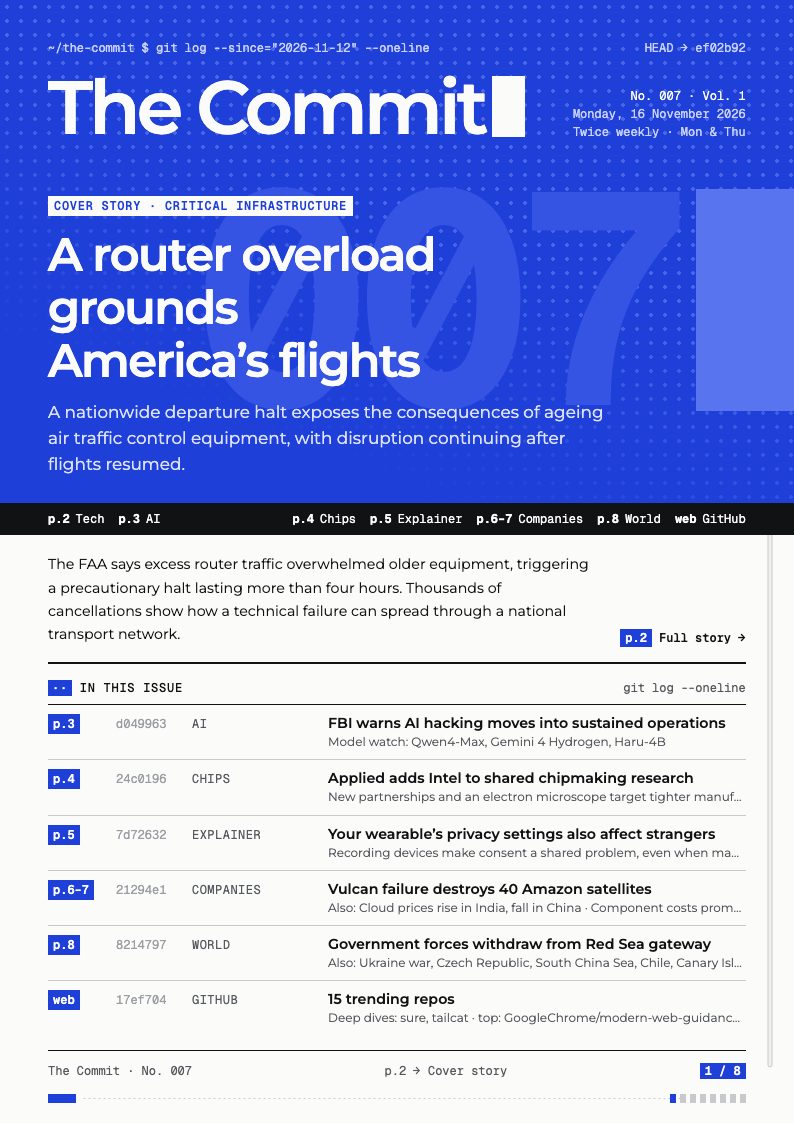 ~/the-commit $ git log --since="2026-11-12" --oneline
HEAD → ef02b92
The Commit
No. 007 · Vol. 1
Monday, 16 November 2026
Twice weekly · Mon & Thu
007
COVER STORY · CRITICAL INFRASTRUCTURE
A router overload
grounds
America’s flights
A nationwide departure halt exposes the consequences of ageing
air traffic control equipment, with disruption continuing after
flights resumed.
p.2 Tech p.3 AI p.4 Chips p.5 Explainer p.6–7 Companies p.8 World web GitHub
The FAA says excess router traffic overwhelmed older equipment, triggering
a precautionary halt lasting more than four hours. Thousands of
cancellations show how a technical failure can spread through a national
transport network.
p.2 Full story →
·· IN THIS ISSUE
git log --oneline
p.3 d049963 AI FBI warns AI hacking moves into sustained operations
Model watch: Qwen4-Max, Gemini 4 Hydrogen, Haru-4B
p.4 24c0196 CHIPS Applied adds Intel to shared chipmaking research
New partnerships and an electron microscope target tighter manuf…
p.5 7d72632 EXPLAINER Your wearable’s privacy settings also affect strangers
Recording devices make consent a shared problem, even when ma…
p.6–7 21294e1 COMPANIES Vulcan failure destroys 40 Amazon satellites
Also: Cloud prices rise in India, fall in China · Component costs prom…
p.8 8214797 WORLD Government forces withdraw from Red Sea gateway
Also: Ukraine war, Czech Republic, South China Sea, Chile, Canary Isl…
web 17ef704 GITHUB 15 trending repos
Deep dives: sure, tailcat · top: GoogleChrome/modern-web-guidanc…
The Commit · No. 007
p.2 → Cover story
1 / 8